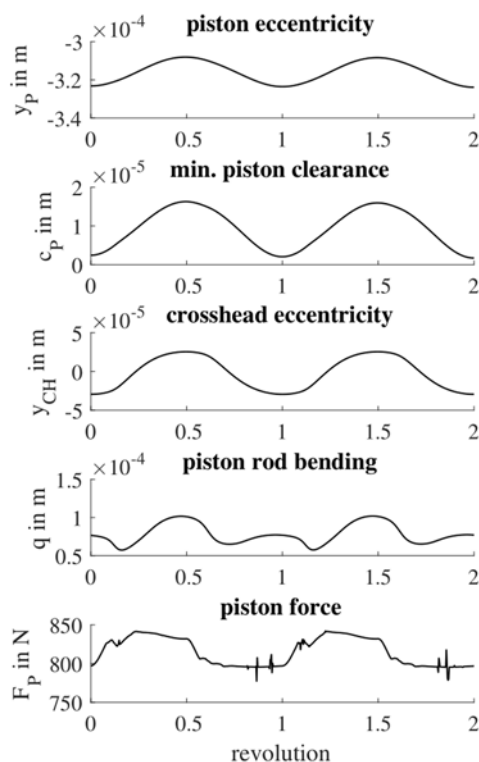 ×10⁻⁴
piston eccentricity
y_P in m
-3
-3.2
-3.4
0 0.5 1 1.5 2
×10⁻⁵
min. piston clearance
c_P in m
2
1
0
0 0.5 1 1.5 2
×10⁻⁵
crosshead eccentricity
y_CH in m
5
0
-5
0 0.5 1 1.5 2
×10⁻⁴
piston rod bending
q in m
1.5
1
0.5
0 0.5 1 1.5 2
piston force
F_P in N
850
800
750
0 0.5 1 1.5 2
revolution